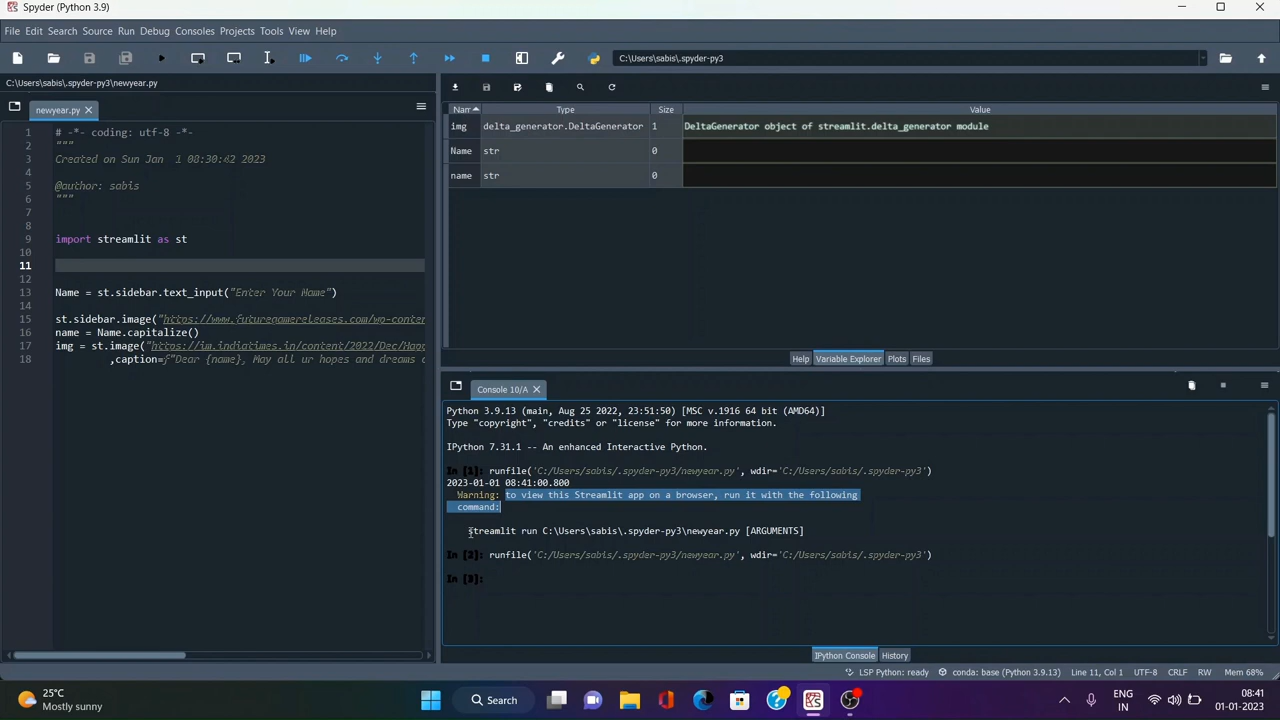 Spyder (Python 3.9)
File Edit Search Source Run Debug Consoles Projects Tools View Help
C:\Users\sabis\.spyder-py3
C:\Users\sabis\.spyder-py3\newyear.py
newyear.py
1 # -*- coding: utf-8 -*-
2 """
3 Created on Sun Jan 1 08:30:42 2023
4
5 @author: sabis
6 """
7
8
9 import streamlit as st
10
11
12
13 Name = st.sidebar.text_input("Enter Your Name")
14
15 st.sidebar.image("https://www.futuregamereleases.com/wp-conten
16 name = Name.capitalize()
17 img = st.image("https://im.indiatimes.in/content/2022/Dec/Happ
18 ,caption=f"Dear {name}, May all ur hopes and dreams c
Nam Type Size Value
img delta_generator.DeltaGenerator 1 DeltaGenerator object of streamlit.delta_generator module
Name str 0
name str 0
Help Variable Explorer Plots Files
Console 10/A
Python 3.9.13 (main, Aug 25 2022, 23:51:50) [MSC v.1916 64 bit (AMD64)]
Type "copyright", "credits" or "license" for more information.
IPython 7.31.1 -- An enhanced Interactive Python.
In [1]: runfile('C:/Users/sabis/.spyder-py3/newyear.py', wdir='C:/Users/sabis/.spyder-py3')
2023-01-01 08:41:00.800
Warning: to view this Streamlit app on a browser, run it with the following
command:
streamlit run C:\Users\sabis\.spyder-py3\newyear.py [ARGUMENTS]
In [2]: runfile('C:/Users/sabis/.spyder-py3/newyear.py', wdir='C:/Users/sabis/.spyder-py3')
In [3]:
IPython Console History
LSP Python: ready conda: base (Python 3.9.13) Line 11, Col 1 UTF-8 CRLF RW Mem 68%
25°C
Mostly sunny
Search
ENG
IN
08:41
01-01-2023